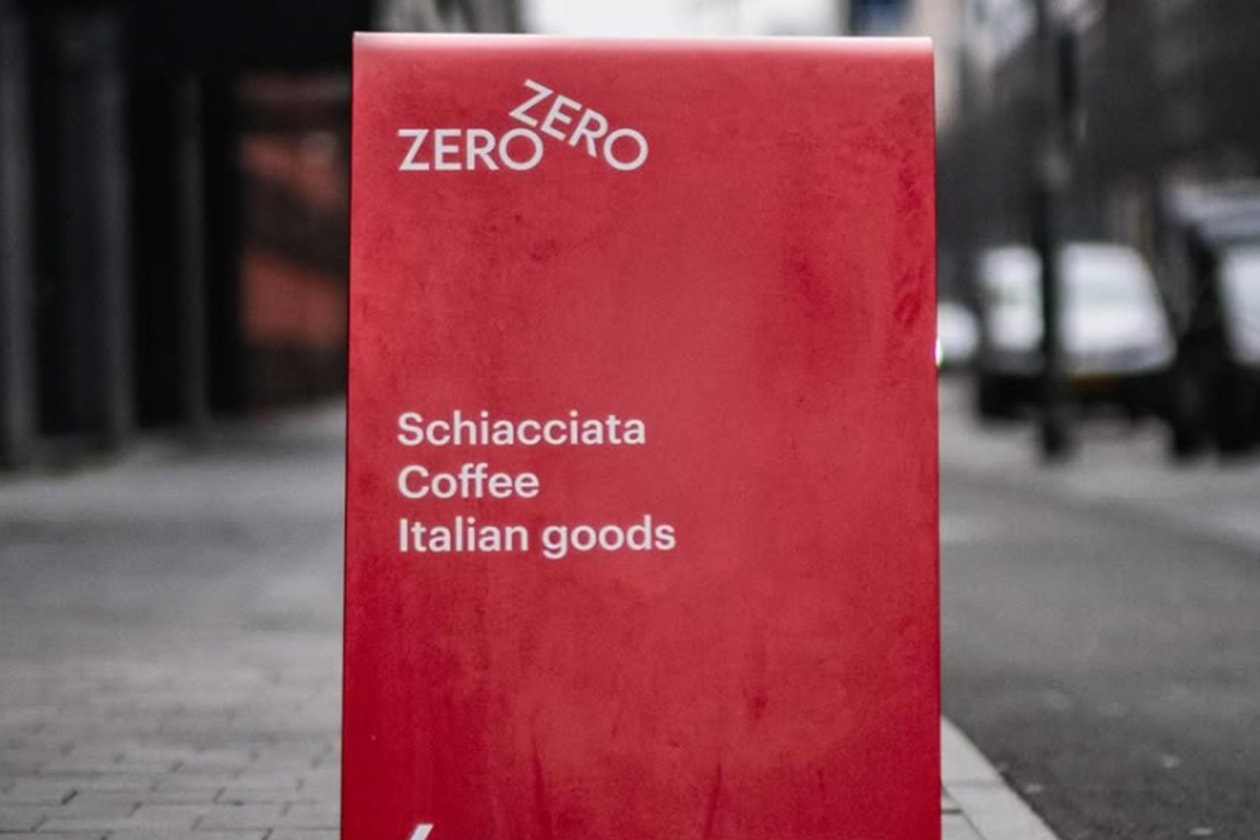 ZERO ZERO
Schiacciata
Coffee
Italian goods